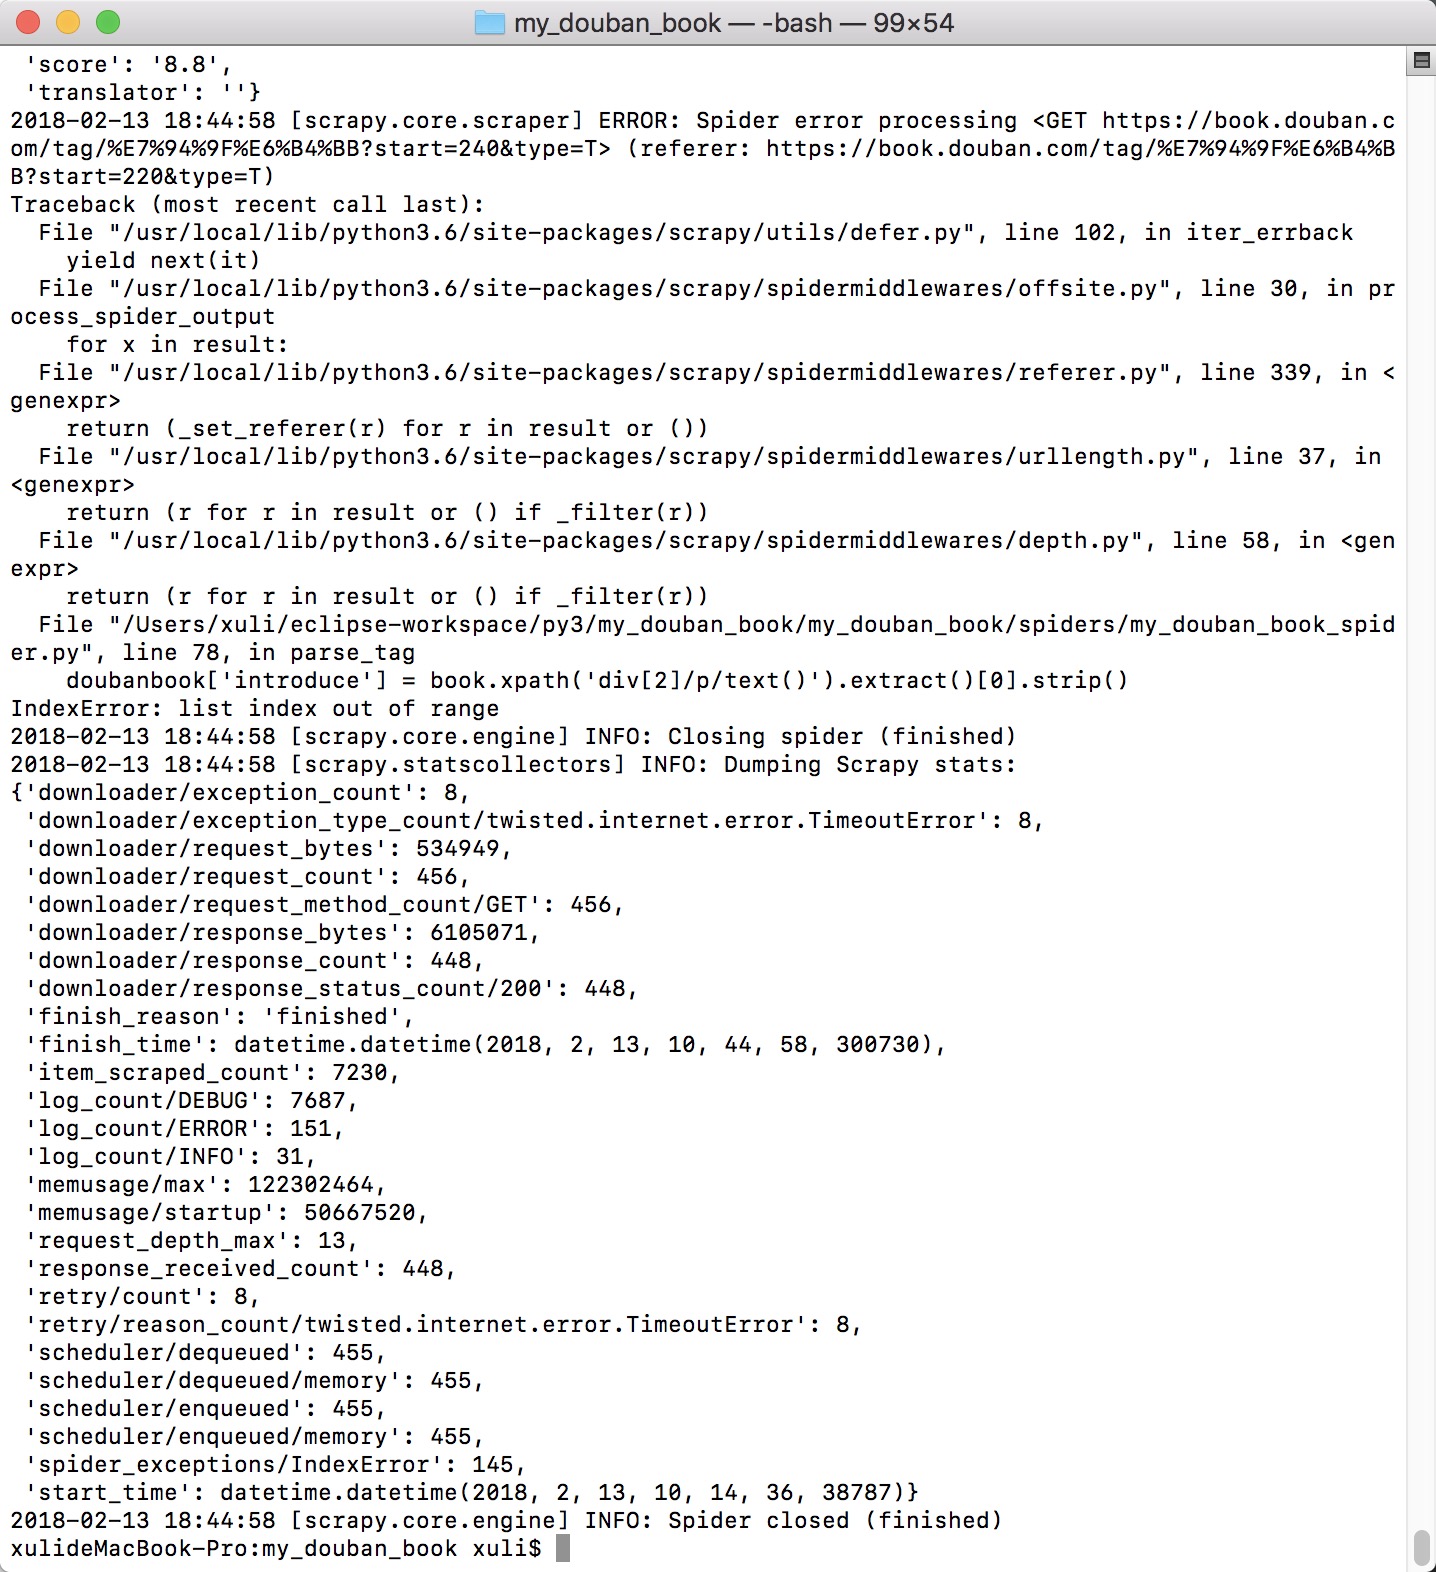 my_douban_book — -bash — 99×54
 'score': '8.8',
 'translator': ''}
2018-02-13 18:44:58 [scrapy.core.scraper] ERROR: Spider error processing <GET https://book.douban.c
om/tag/%E7%94%9F%E6%B4%BB?start=240&type=T> (referer: https://book.douban.com/tag/%E7%94%9F%E6%B4%B
B?start=220&type=T)
Traceback (most recent call last):
  File "/usr/local/lib/python3.6/site-packages/scrapy/utils/defer.py", line 102, in iter_errback
    yield next(it)
  File "/usr/local/lib/python3.6/site-packages/scrapy/spidermiddlewares/offsite.py", line 30, in pr
ocess_spider_output
    for x in result:
  File "/usr/local/lib/python3.6/site-packages/scrapy/spidermiddlewares/referer.py", line 339, in <
genexpr>
    return (_set_referer(r) for r in result or ())
  File "/usr/local/lib/python3.6/site-packages/scrapy/spidermiddlewares/urllength.py", line 37, in 
<genexpr>
    return (r for r in result or () if _filter(r))
  File "/usr/local/lib/python3.6/site-packages/scrapy/spidermiddlewares/depth.py", line 58, in <gen
expr>
    return (r for r in result or () if _filter(r))
  File "/Users/xuli/eclipse-workspace/py3/my_douban_book/my_douban_book/spiders/my_douban_book_spid
er.py", line 78, in parse_tag
    doubanbook['introduce'] = book.xpath('div[2]/p/text()').extract()[0].strip()
IndexError: list index out of range
2018-02-13 18:44:58 [scrapy.core.engine] INFO: Closing spider (finished)
2018-02-13 18:44:58 [scrapy.statscollectors] INFO: Dumping Scrapy stats:
{'downloader/exception_count': 8,
 'downloader/exception_type_count/twisted.internet.error.TimeoutError': 8,
 'downloader/request_bytes': 534949,
 'downloader/request_count': 456,
 'downloader/request_method_count/GET': 456,
 'downloader/response_bytes': 6105071,
 'downloader/response_count': 448,
 'downloader/response_status_count/200': 448,
 'finish_reason': 'finished',
 'finish_time': datetime.datetime(2018, 2, 13, 10, 44, 58, 300730),
 'item_scraped_count': 7230,
 'log_count/DEBUG': 7687,
 'log_count/ERROR': 151,
 'log_count/INFO': 31,
 'memusage/max': 122302464,
 'memusage/startup': 50667520,
 'request_depth_max': 13,
 'response_received_count': 448,
 'retry/count': 8,
 'retry/reason_count/twisted.internet.error.TimeoutError': 8,
 'scheduler/dequeued': 455,
 'scheduler/dequeued/memory': 455,
 'scheduler/enqueued': 455,
 'scheduler/enqueued/memory': 455,
 'spider_exceptions/IndexError': 145,
 'start_time': datetime.datetime(2018, 2, 13, 10, 14, 36, 38787)}
2018-02-13 18:44:58 [scrapy.core.engine] INFO: Spider closed (finished)
xulideMacBook-Pro:my_douban_book xuli$